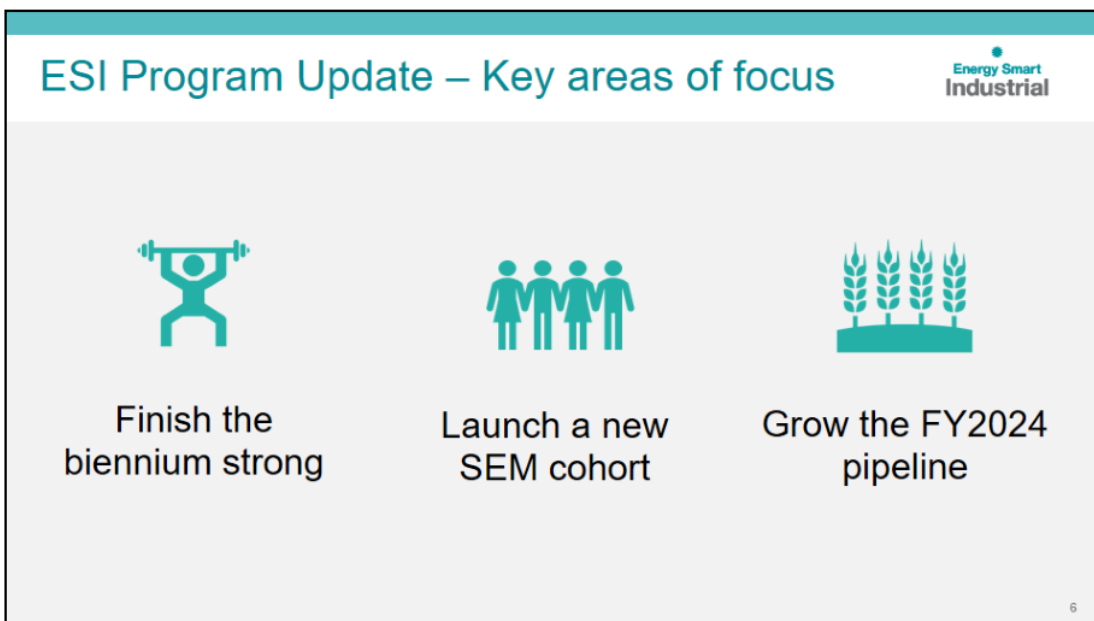 ESI Program Update – Key areas of focus
Energy Smart
Industrial
Finish the
biennium strong
Launch a new
SEM cohort
Grow the FY2024
pipeline
6